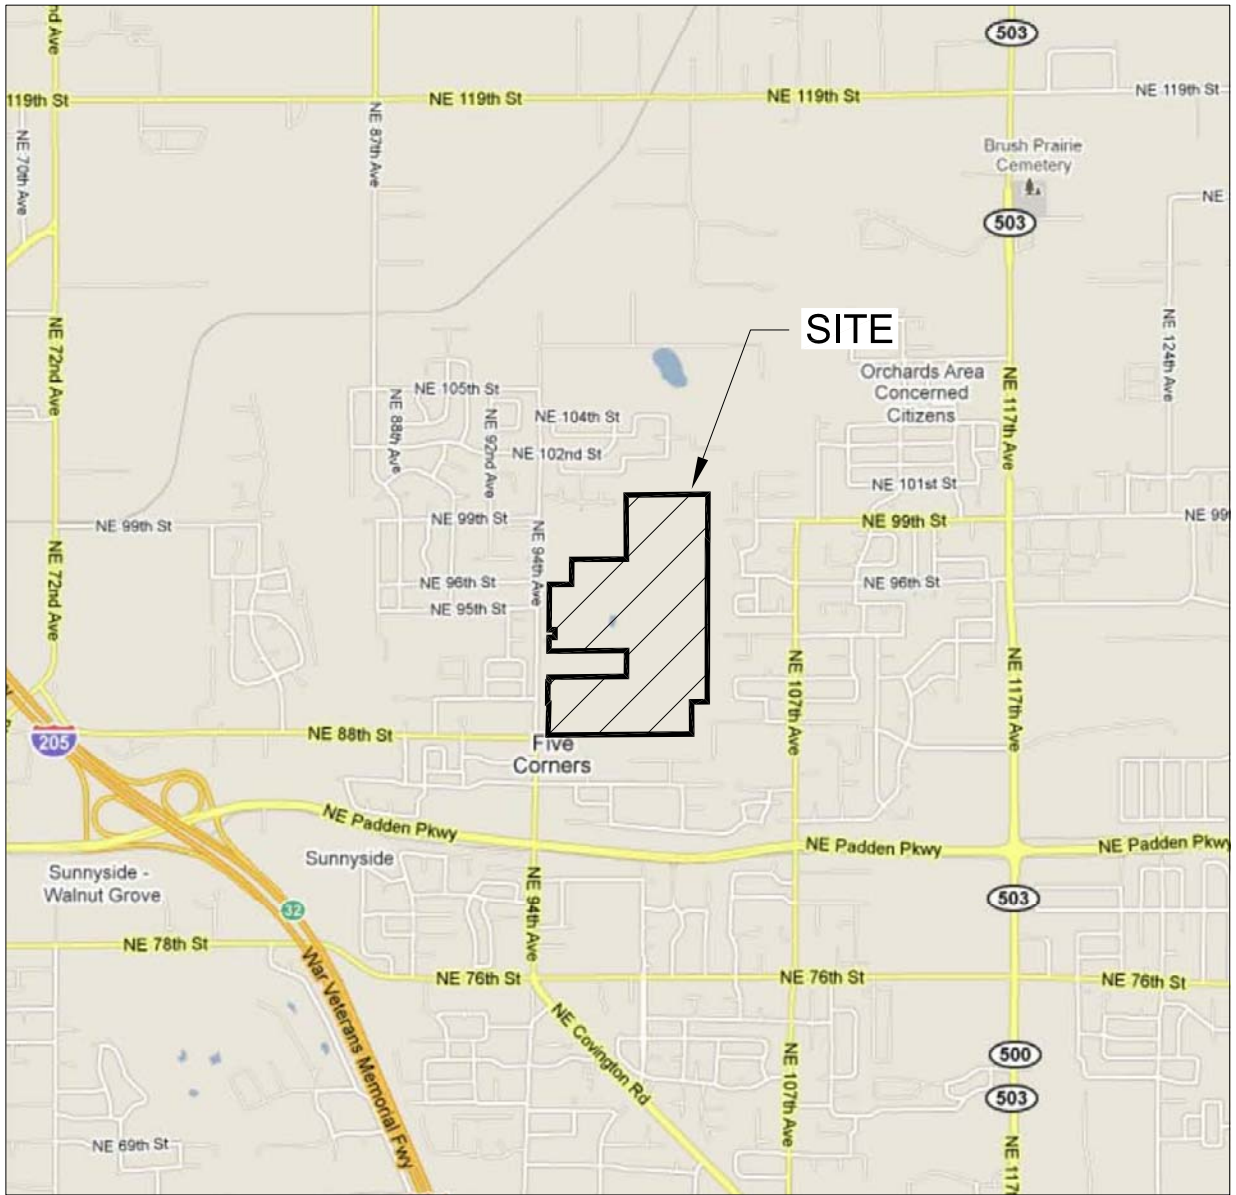 nd Ave
503
119th St
NE 119th St
NE 119th St
NE 119th St
NE 70th Ave
NE 87th Ave
Brush Prairie
Cemetery
NE
503
SITE
NE 72nd Ave
NE 124th Ave
NE 105th St
Orchards Area
Concerned
Citizens
NE 117th Ave
NE 88th Ave
NE 92nd Ave
NE 104th St
NE 102nd St
NE 101st St
NE 99th St
NE 99th St
NE 99th St
NE 99
NE 72nd Ave
NE 94th Ave
NE 96th St
NE 96th St
NE 95th St
NE 107th Ave
NE 117th Ave
205
NE 88th St
Five
Corners
NE Padden Pkwy
NE Padden Pkwy
NE Padden Pkwy
Sunnyside
Sunnyside -
Walnut Grove
NE 94th Ave
503
32
NE 78th St
War Veterans Memorial Fwy
NE 76th St
NE 76th St
NE 76th St
NE Covington Rd
NE 107th Ave
500
503
NE 69th St
NE 117t